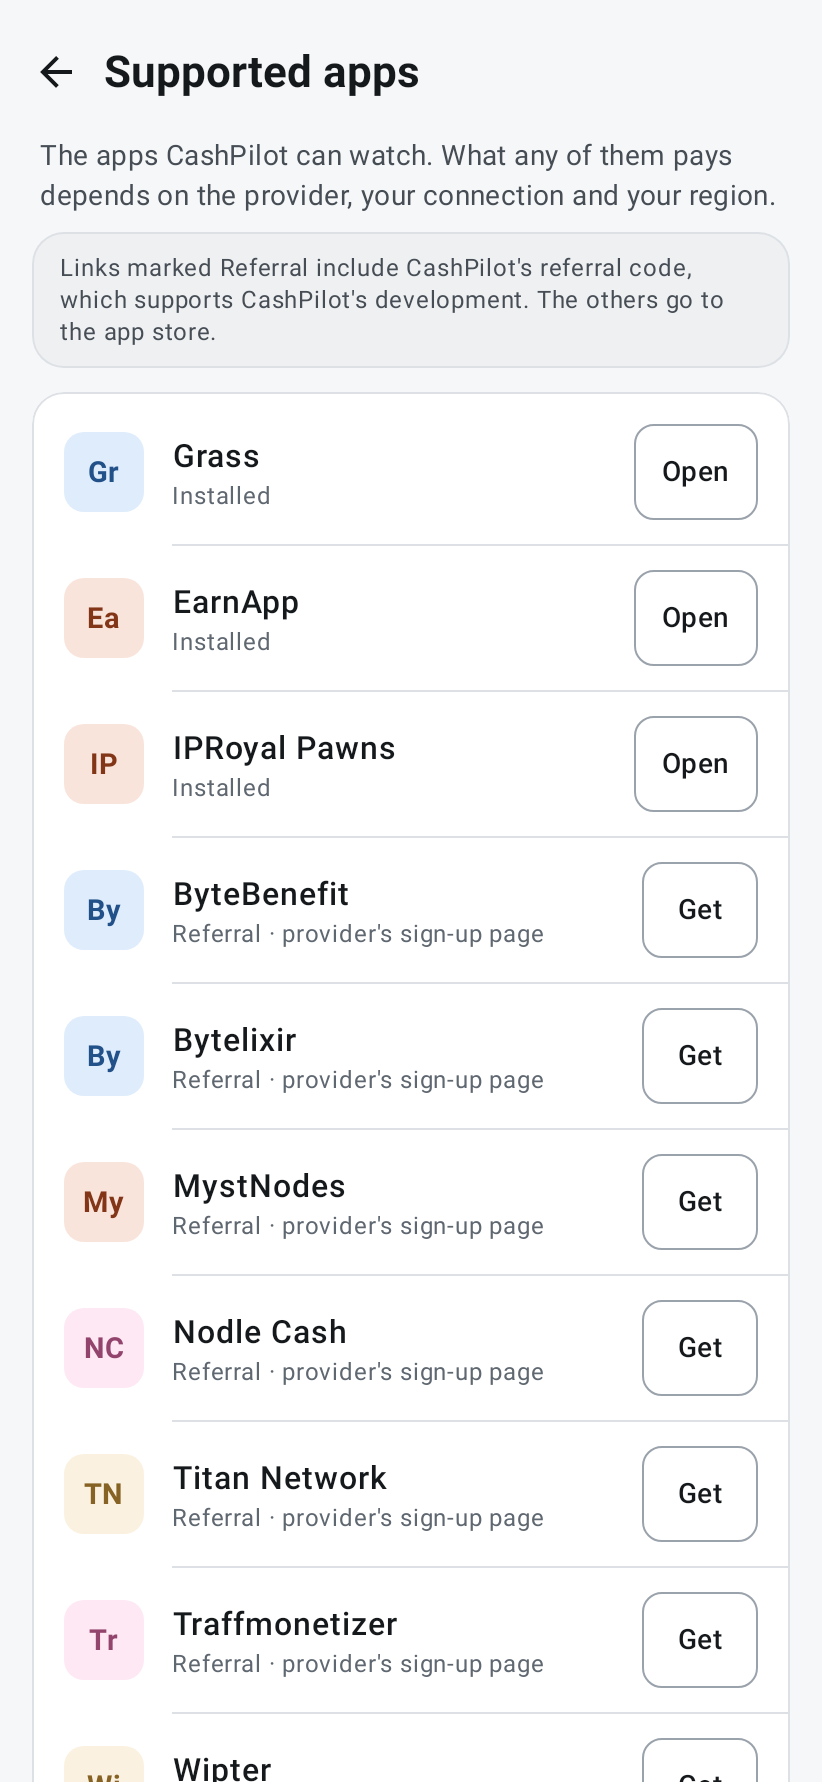 Supported apps
The apps CashPilot can watch. What any of them pays
depends on the provider, your connection and your region.
Links marked Referral include CashPilot's referral code,
which supports CashPilot's development. The others go to
the app store.
Gr
Grass
Installed
Open
Ea
EarnApp
Installed
Open
IP
IPRoyal Pawns
Installed
Open
By
ByteBenefit
Referral · provider's sign-up page
Get
By
Bytelixir
Referral · provider's sign-up page
Get
My
MystNodes
Referral · provider's sign-up page
Get
NC
Nodle Cash
Referral · provider's sign-up page
Get
TN
Titan Network
Referral · provider's sign-up page
Get
Tr
Traffmonetizer
Referral · provider's sign-up page
Get
Wi
Wipter
Get